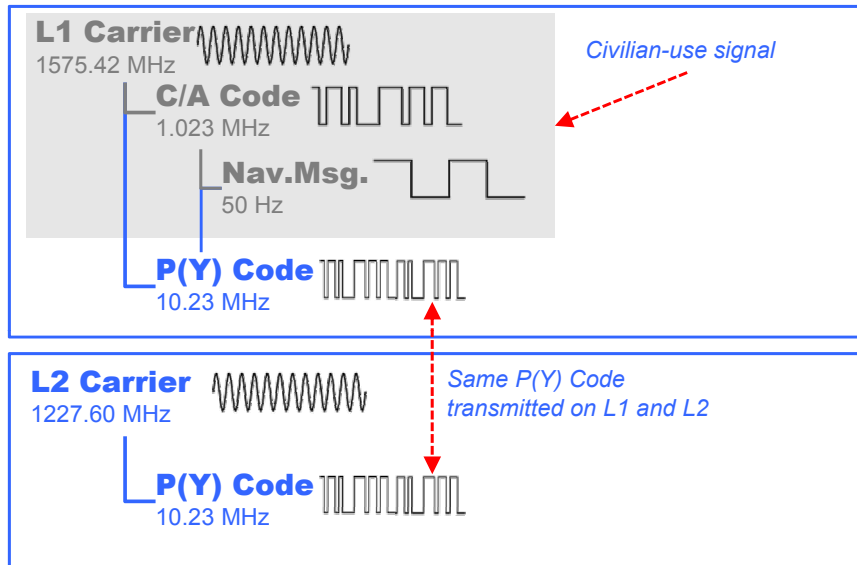 L1 Carrier
1575.42 MHz
Civilian-use signal
C/A Code
1.023 MHz
Nav.Msg.
50 Hz
P(Y) Code
10.23 MHz
L2 Carrier
1227.60 MHz
Same P(Y) Code
transmitted on L1 and L2
P(Y) Code
10.23 MHz